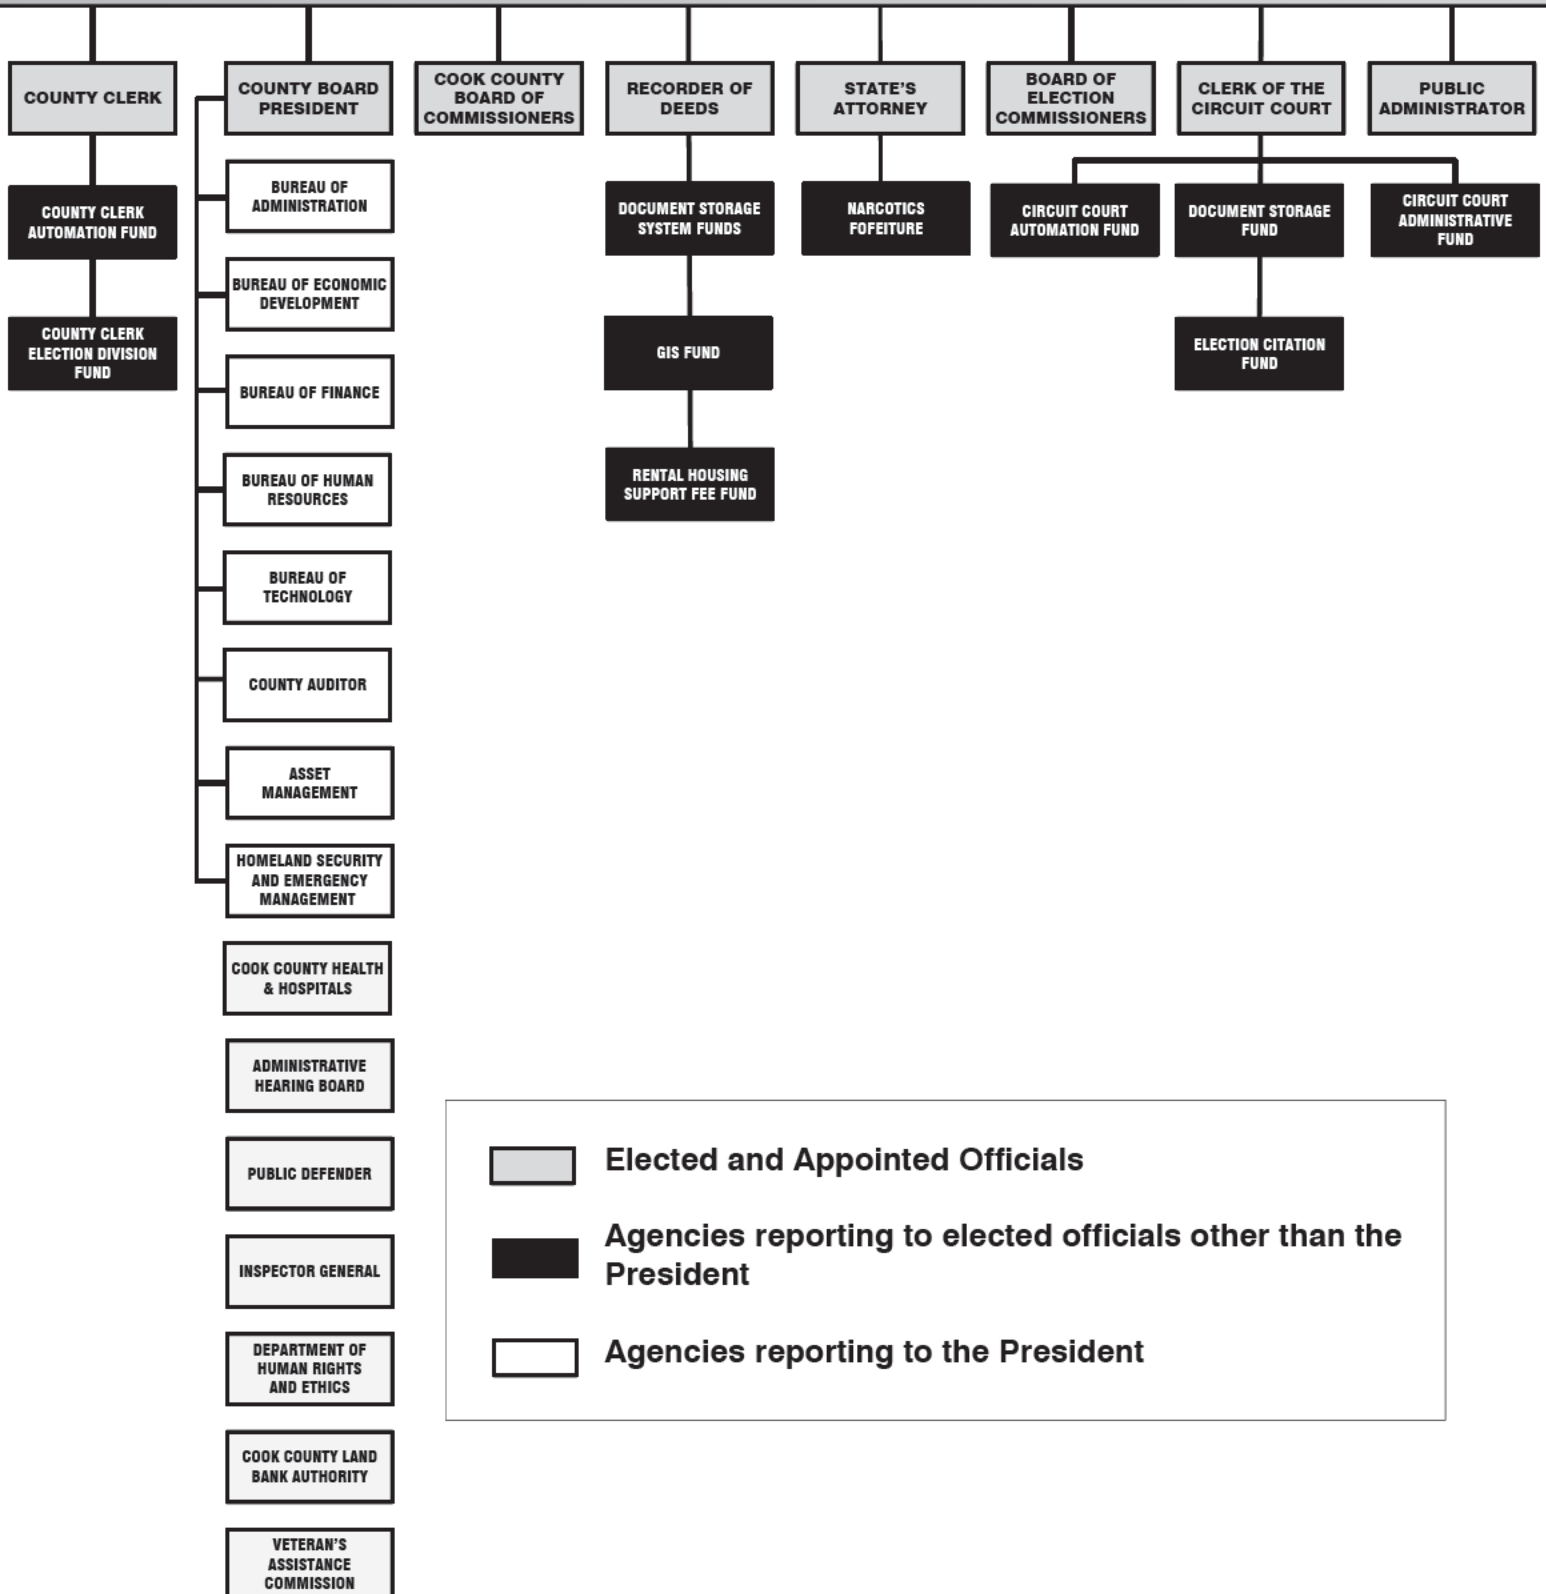 COUNTY CLERK
COUNTY CLERK
AUTOMATION FUND
COUNTY CLERK
ELECTION DIVISION
FUND
COUNTY BOARD
PRESIDENT
BUREAU OF
ADMINISTRATION
BUREAU OF ECONOMIC
DEVELOPMENT
BUREAU OF FINANCE
BUREAU OF HUMAN
RESOURCES
BUREAU OF
TECHNOLOGY
COUNTY AUDITOR
ASSET
MANAGEMENT
HOMELAND SECURITY
AND EMERGENCY
MANAGEMENT
COOK COUNTY HEALTH
& HOSPITALS
ADMINISTRATIVE
HEARING BOARD
PUBLIC DEFENDER
INSPECTOR GENERAL
DEPARTMENT OF
HUMAN RIGHTS
AND ETHICS
COOK COUNTY LAND
BANK AUTHORITY
VETERAN'S
ASSISTANCE
COMMISSION
COOK COUNTY
BOARD OF
COMMISSIONERS
RECORDER OF
DEEDS
DOCUMENT STORAGE
SYSTEM FUNDS
GIS FUND
RENTAL HOUSING
SUPPORT FEE FUND
STATE'S
ATTORNEY
NARCOTICS
FOFEITURE
BOARD OF
ELECTION
COMMISSIONERS
CLERK OF THE
CIRCUIT COURT
CIRCUIT COURT
AUTOMATION FUND
DOCUMENT STORAGE
FUND
ELECTION CITATION
FUND
CIRCUIT COURT
ADMINISTRATIVE
FUND
PUBLIC
ADMINISTRATOR
Elected and Appointed Officials
Agencies reporting to elected officials other than the
President
Agencies reporting to the President